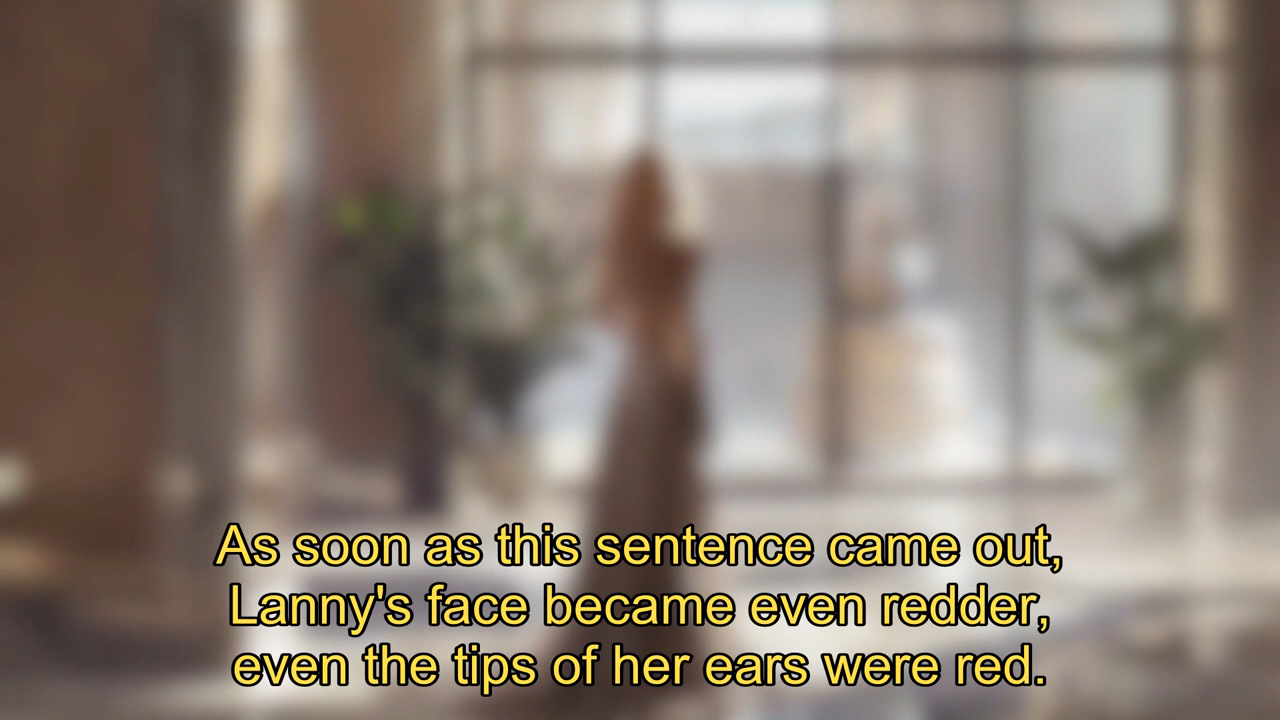 As soon as this sentence came out,
Lanny's face became even redder,
even the tips of her ears were red.